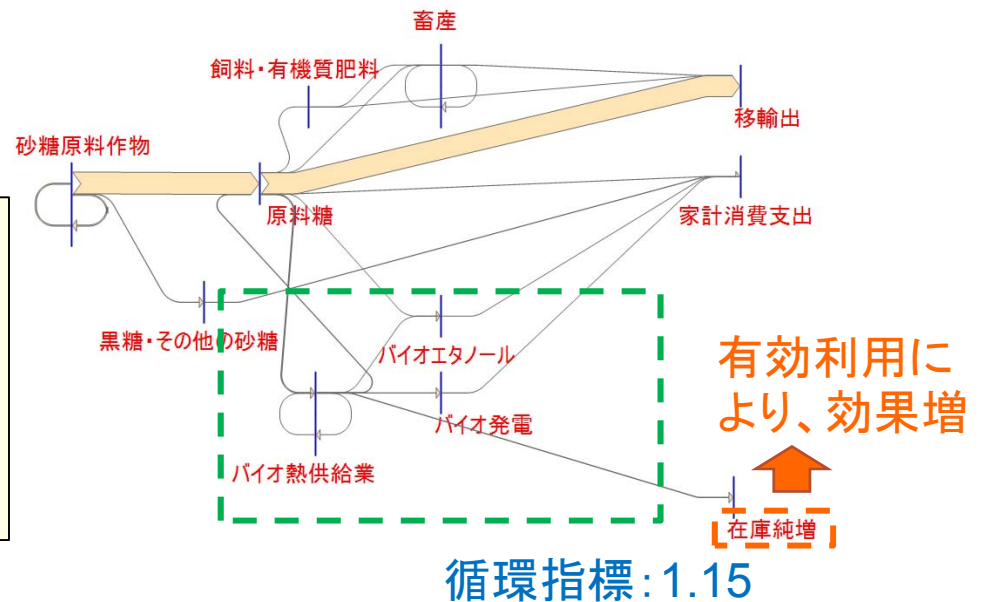 畜産
飼料・有機質肥料
移輸出
砂糖原料作物
原料糖
家計消費支出
黒糖・その他の砂糖
バイオエタノール
有効利用に
より、効果増
バイオ発電
バイオ熱供給業
在庫純増
循環指標：1.15